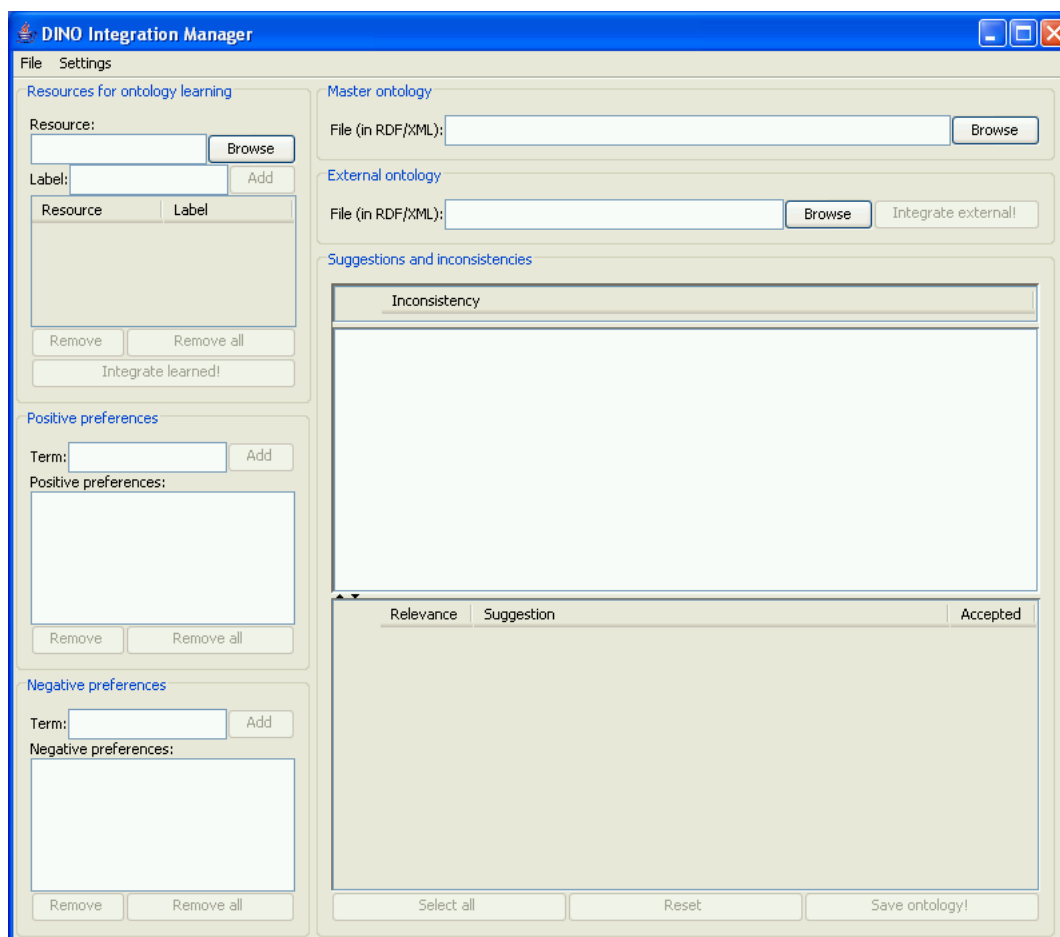 DINO Integration Manager
File Settings
Resources for ontology learning
Resource:
Browse
Label: Add
Resource Label
Remove Remove all
Integrate learned!
Positive preferences
Term: Add
Positive preferences:
Remove Remove all
Negative preferences
Term: Add
Negative preferences:
Remove Remove all
Master ontology
File (in RDF/XML): Browse
External ontology
File (in RDF/XML): Browse Integrate external!
Suggestions and inconsistencies
Inconsistency
Relevance Suggestion Accepted
Select all Reset Save ontology!